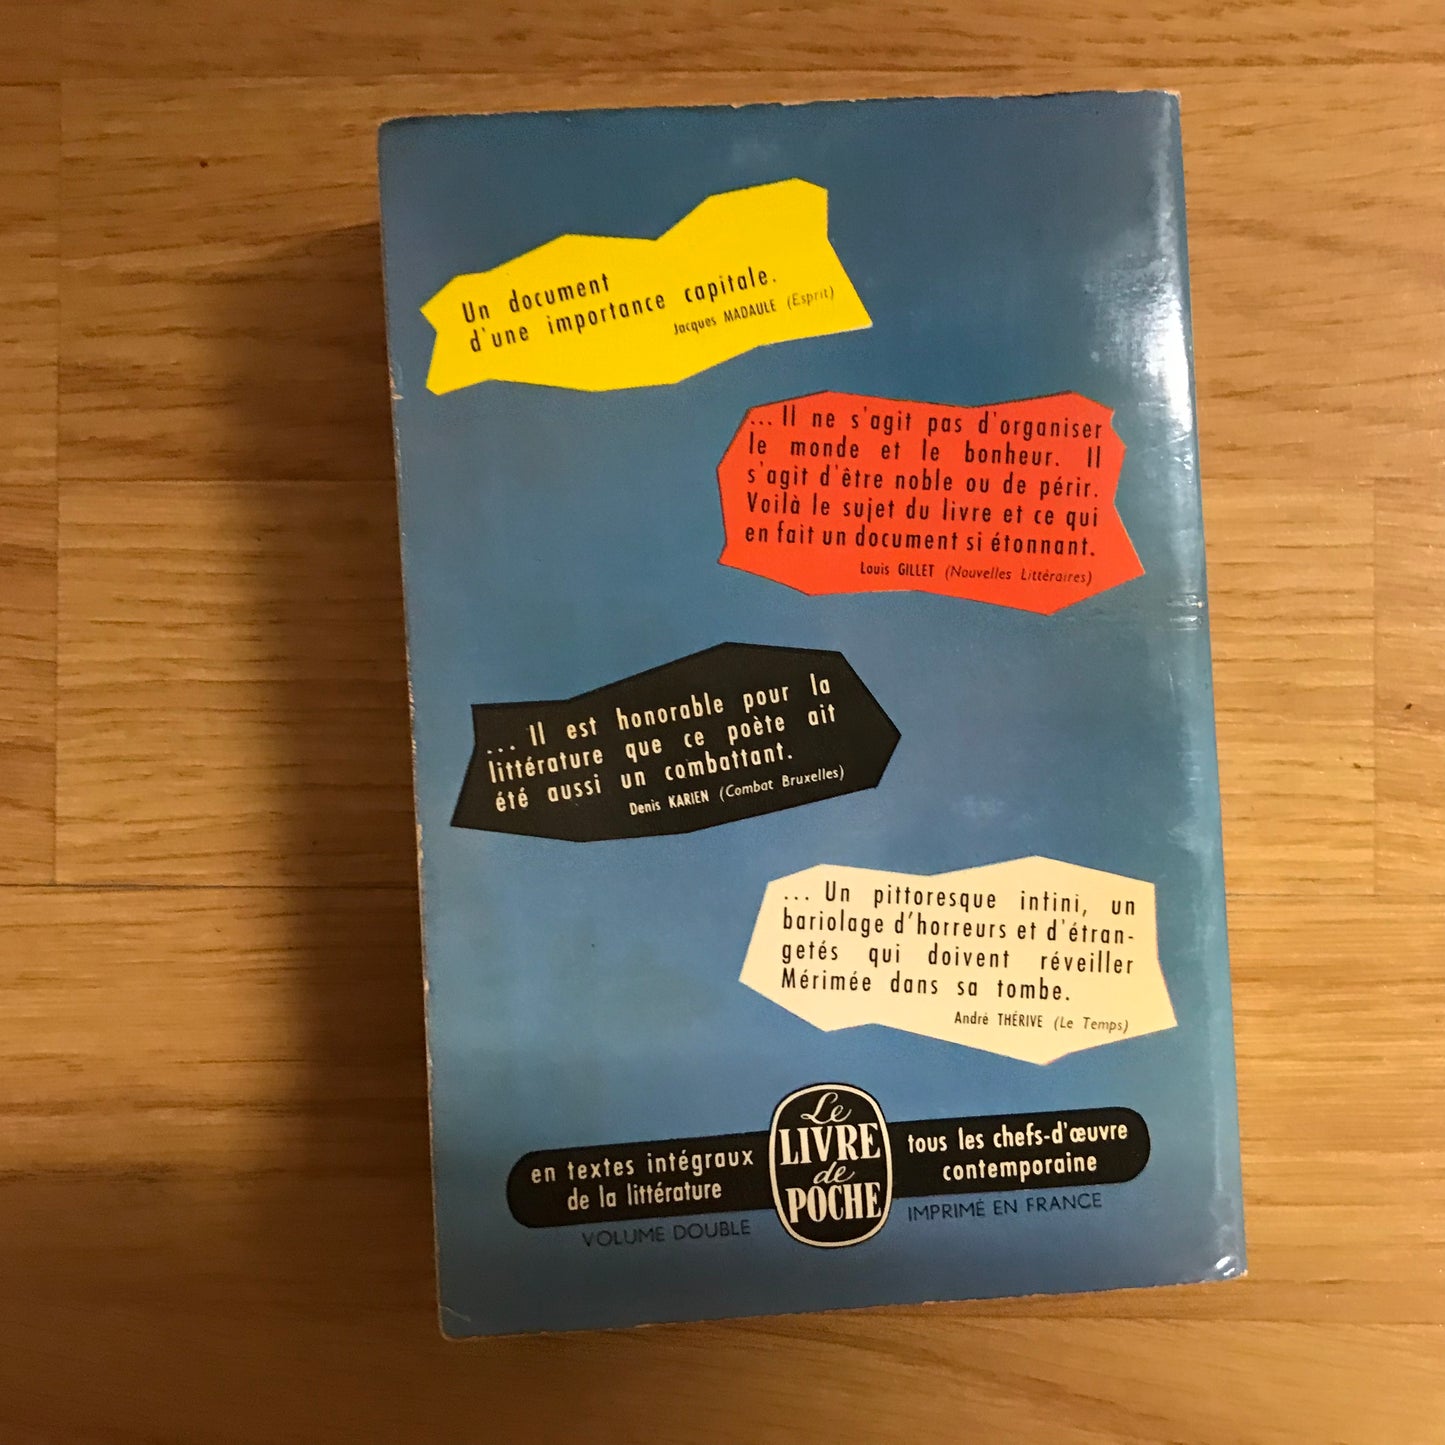 Un document
d'une importance capitale.
Jacques MADAULE (Esprit)
... Il ne s'agit pas d'organiser
le monde et le bonheur. Il
s'agit d'être noble ou de périr.
Voilà le sujet du livre et ce qui
en fait un document si étonnant.
Louis GILLET (Nouvelles Littéraires)
... Il est honorable pour la
littérature que ce poète ait
été aussi un combattant.
Denis KARIEN (Combat Bruxelles)
... Un pittoresque infini, un
bariolage d'horreurs et d'étran-
getés qui doivent réveiller
Mérimée dans sa tombe.
André THÉRIVE (Le Temps)
en textes intégraux
de la littérature
VOLUME DOUBLE
Le
LIVRE
de
POCHE
tous les chefs-d'œuvre
contemporaine
IMPRIMÉ EN FRANCE